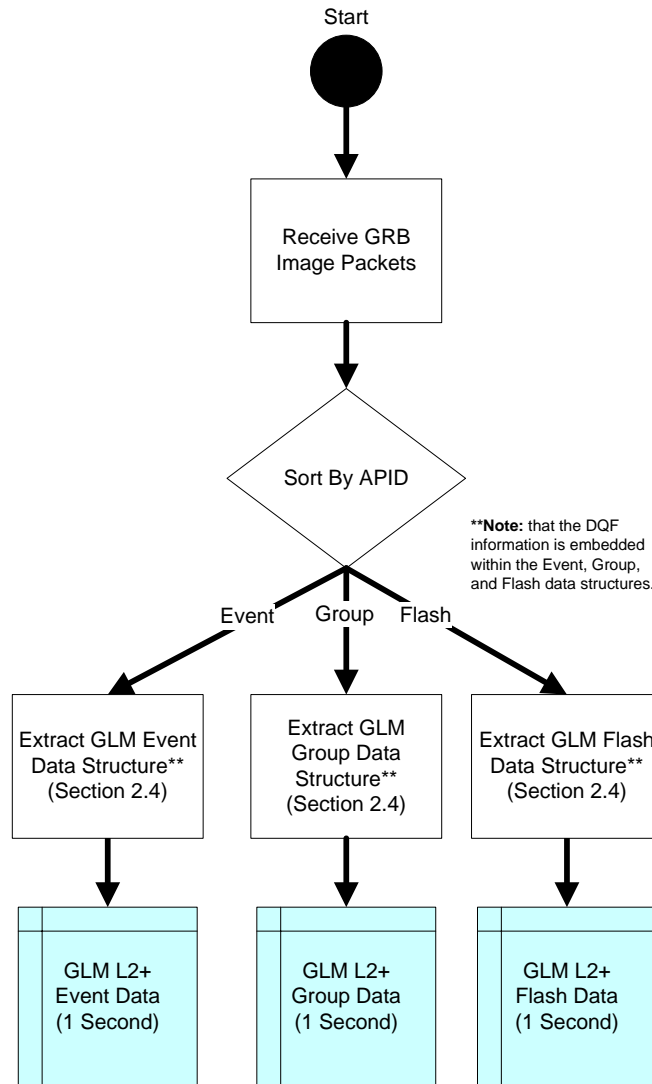 Start
Receive GRB
Image Packets
Sort By APID
**Note: that the DQF
information is embedded
within the Event, Group,
and Flash data structures.
Event
Group
Flash
Extract GLM Event
Data Structure**
(Section 2.4)
Extract GLM
Group Data
Structure**
(Section 2.4)
Extract GLM Flash
Data Structure**
(Section 2.4)
GLM L2+
Event Data
(1 Second)
GLM L2+
Group Data
(1 Second)
GLM L2+
Flash Data
(1 Second)